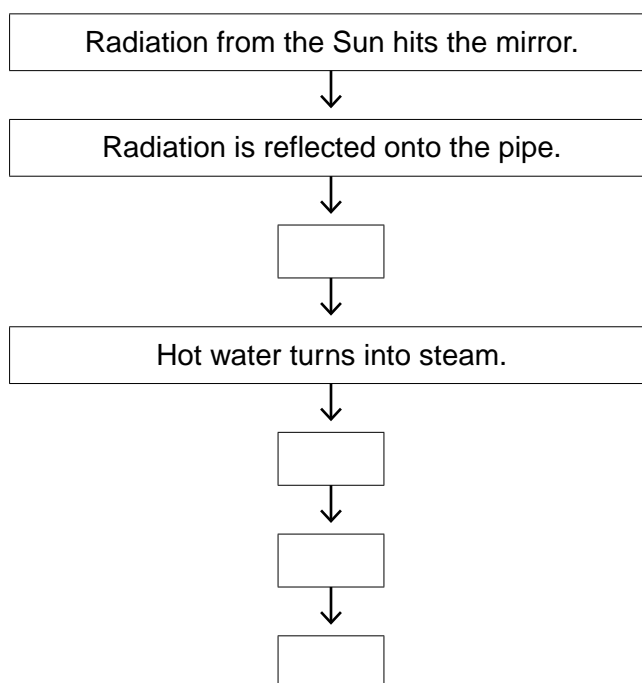 Radiation from the Sun hits the mirror.
Radiation is reflected onto the pipe.
Hot water turns into steam.